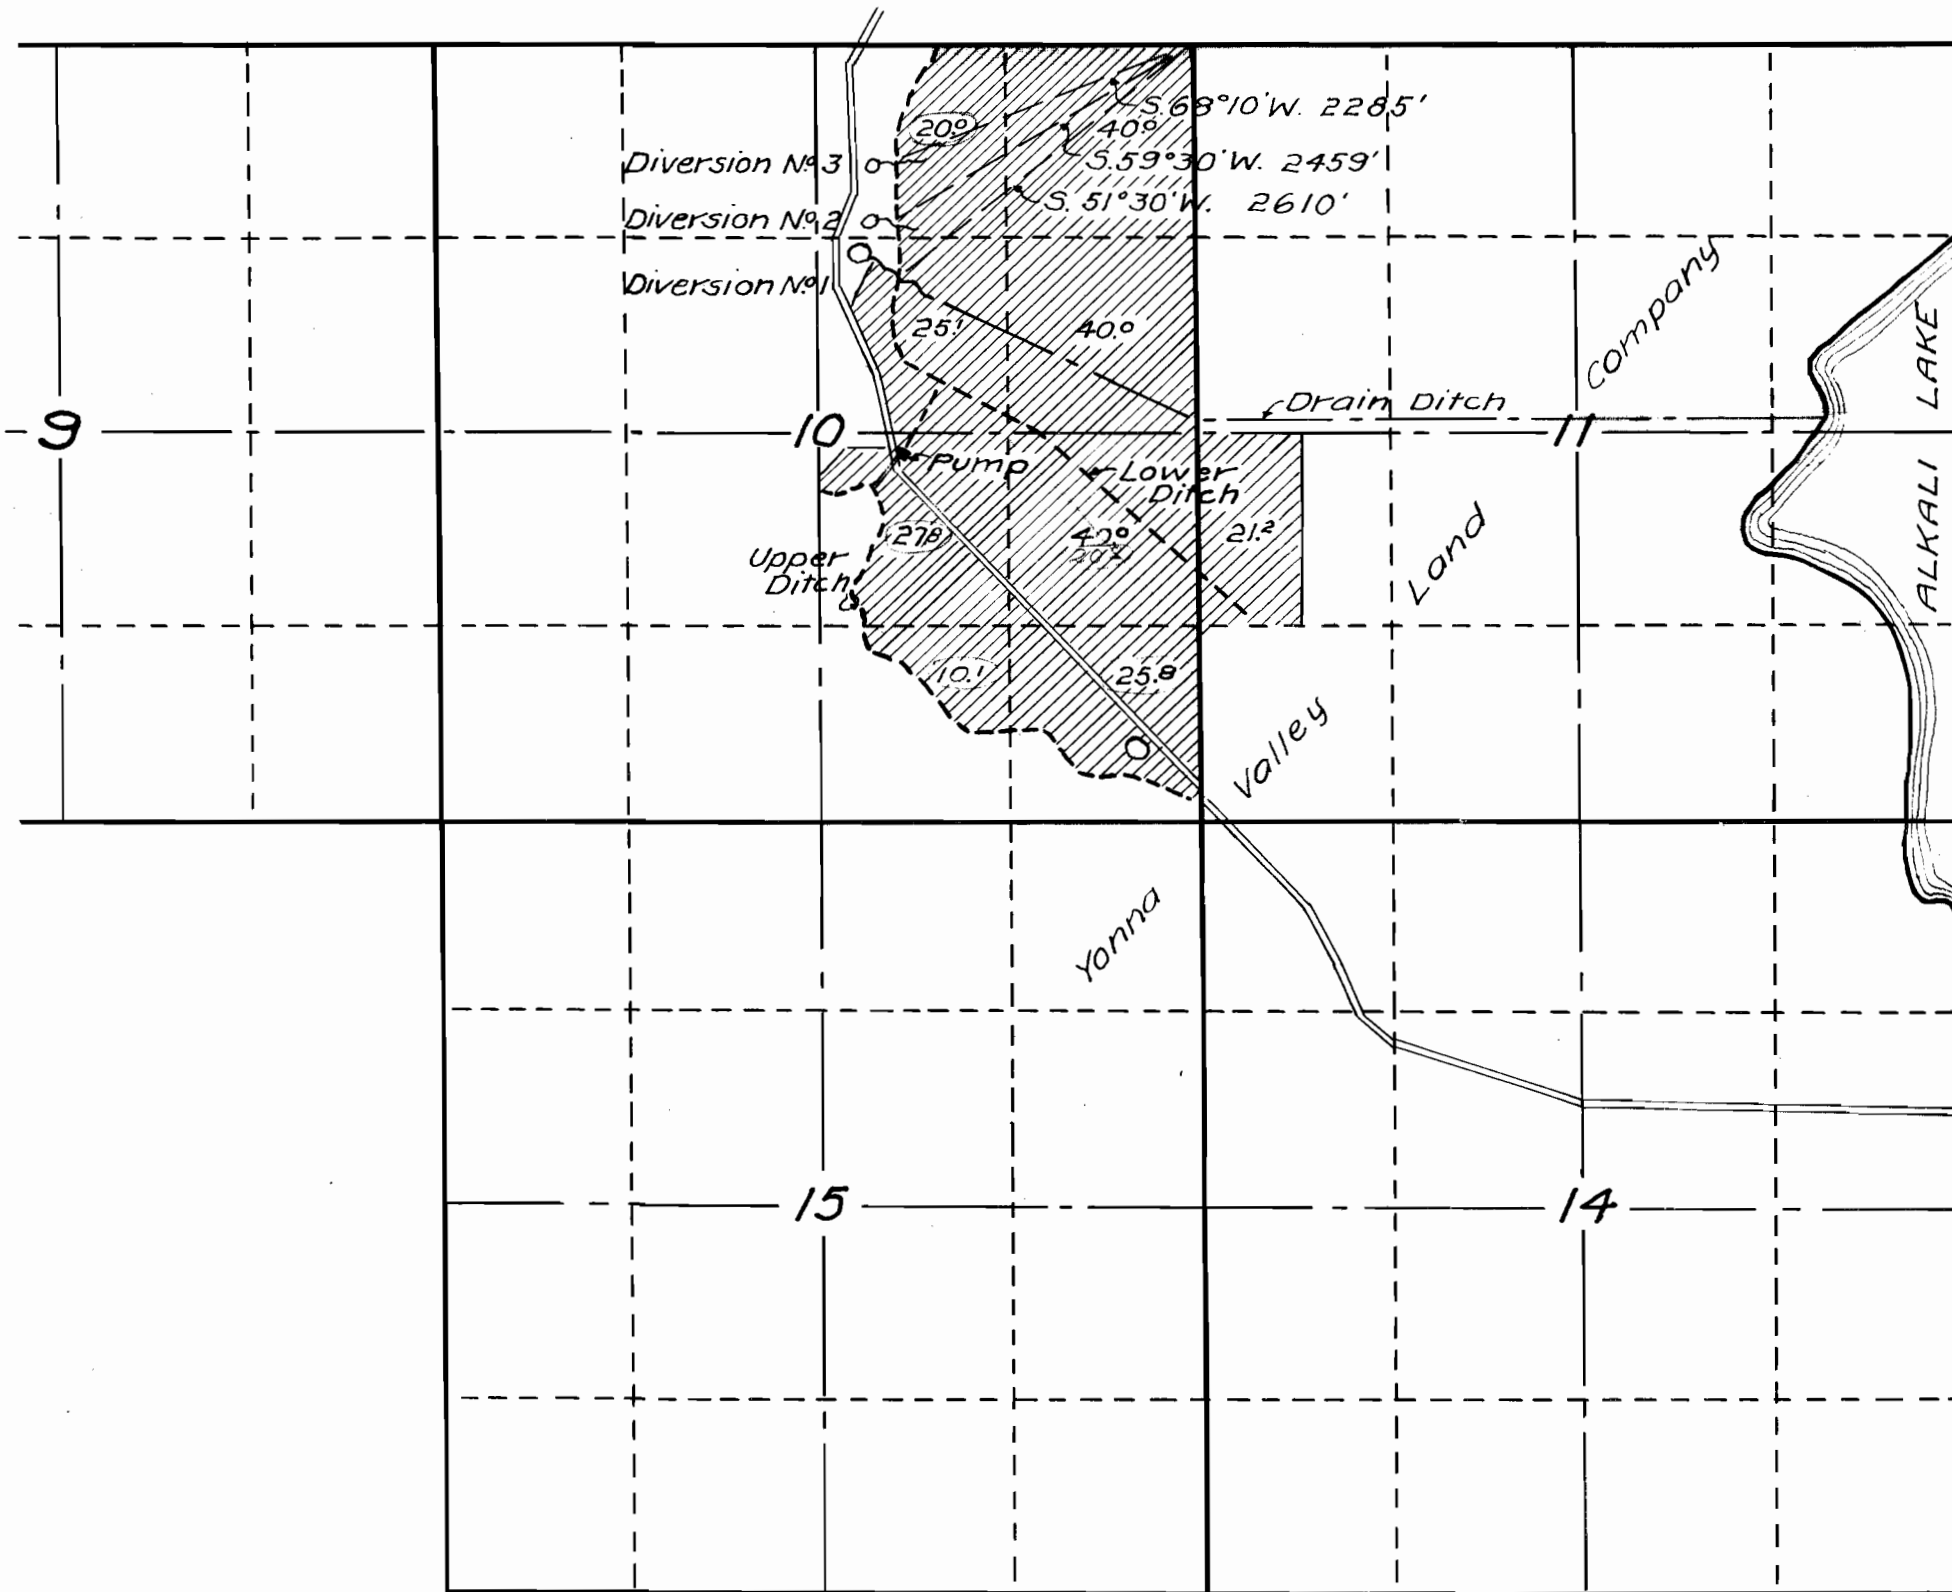 S. 68°10' W. 2285'
20.⁰
40.⁰
Diversion No. 3
S. 59°30' W. 2459'
S. 51°30' W. 2610'
Diversion No. 2
Diversion No. 1
25.¹
40.⁰
Company
LAKE
Drain Ditch
9
10
11
Pump
Lower
Ditch
27.⁸
40.⁰
21.²
Upper
Ditch
Land
ALKALI
10.¹
25.⁸
Valley
Yonna
15
14